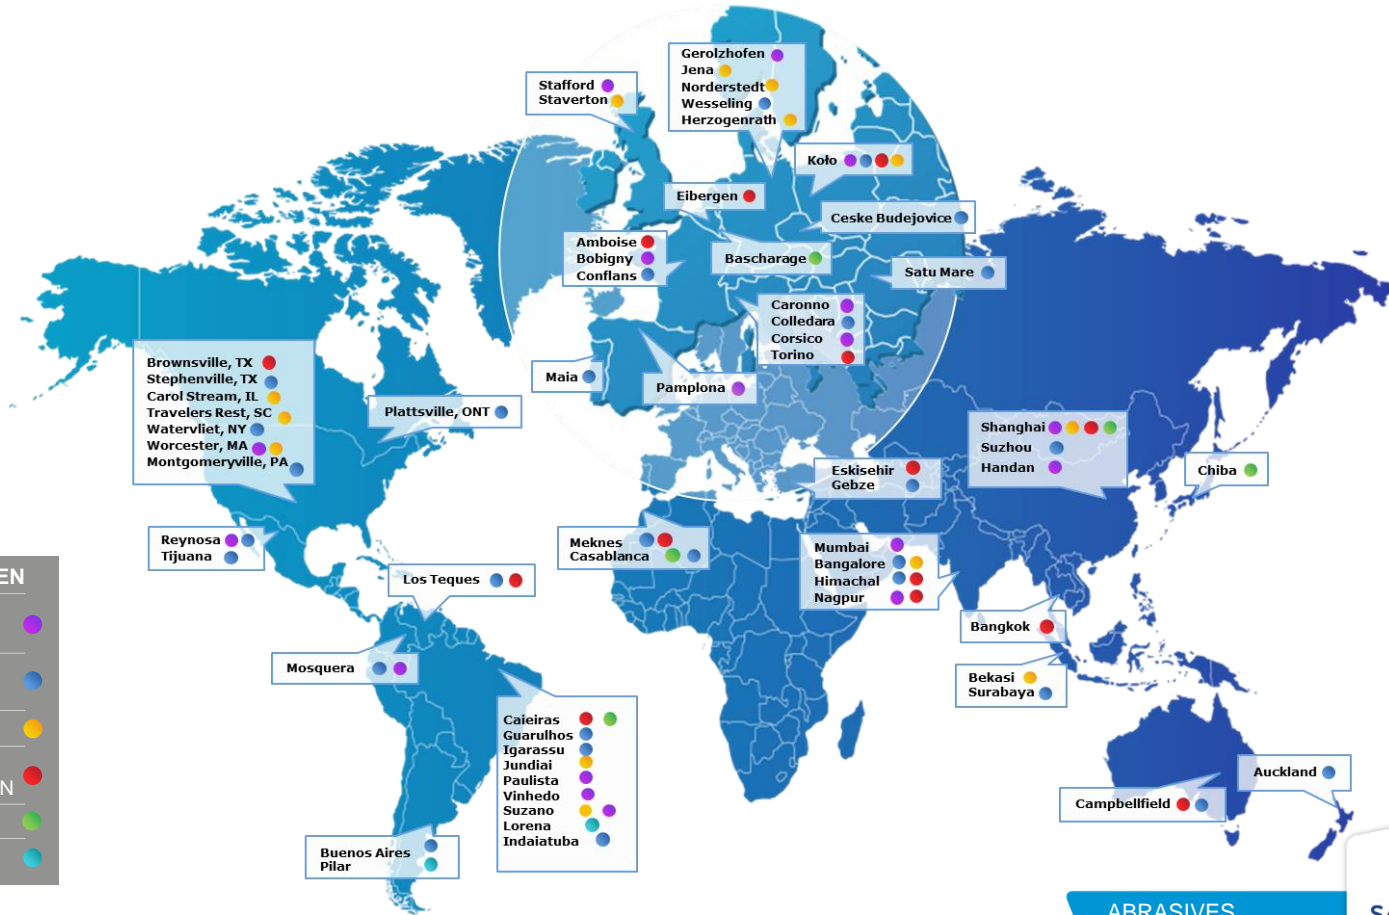 Gerolzhofen
Jena
Norderstedt
Wesseling
Herzogenrath
Stafford
Staverton
Koło
Eibergen
Ceske Budejovice
Amboise
Bobigny
Conflans
Bascharage
Satu Mare
Caronno
Colledara
Corsico
Torino
Maia
Pamplona
Brownsville, TX
Stephenville, TX
Carol Stream, IL
Travelers Rest, SC
Watervliet, NY
Worcester, MA
Montgomeryville, PA
Plattsville, ONT
Shanghai
Suzhou
Handan
Chiba
Eskisehir
Gebze
Reynosa
Tijuana
Meknes
Casablanca
Mumbai
Bangalore
Himachal
Nagpur
Los Teques
EN
Bangkok
Mosquera
Bekasi
Surabaya
Caieiras
Guarulhos
Igarassu
Jundiai
Paulista
Vinhedo
Suzano
Lorena
Indaiatuba
N
Auckland
Campbellfield
Buenos Aires
Pilar
ABRASIVES